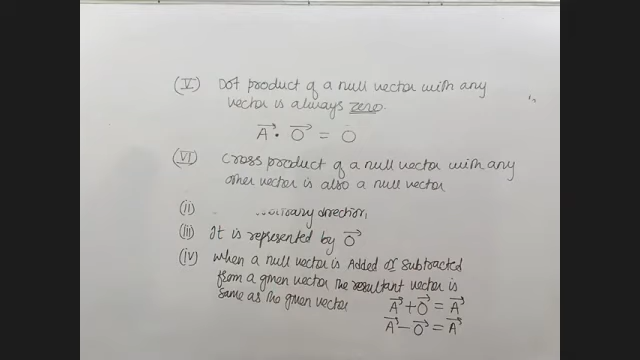 (V) Dot product of a null vector with any
vector is always zero.
A⃗ • O⃗ = O
(VI) Cross product of a null vector with any
other vector is also a null vector
(ii) direction,
(iii) It is represented by O⃗
(iv) when a null vector is Added or Subtracted
from a given vector the resultant vector is
same as the given vector
A⃗ + O⃗ = A⃗
A⃗ - O⃗ = A⃗